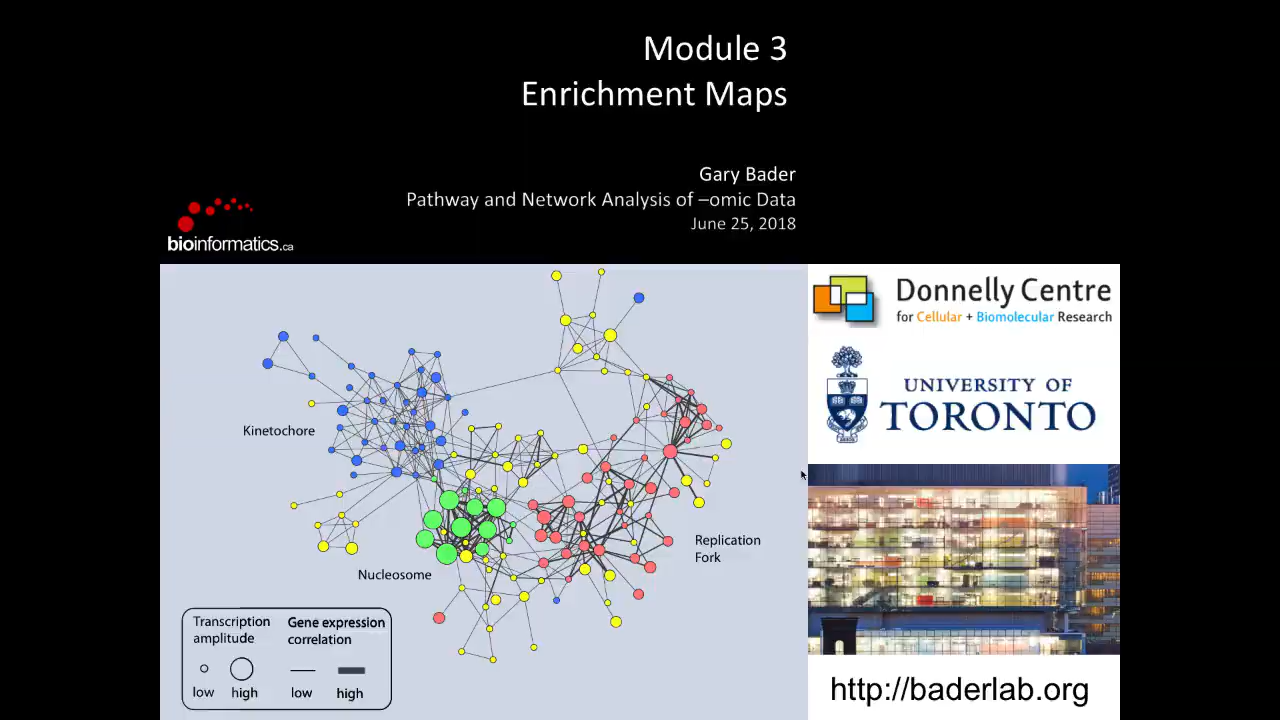 Module 3
Enrichment Maps
Gary Bader
Pathway and Network Analysis of –omic Data
June 25, 2018
bioinformatics.ca
Donnelly Centre
for Cellular + Biomolecular Research
UNIVERSITY OF
TORONTO
Kinetochore
Nucleosome
Replication
Fork
Transcription
amplitude
low
high
Gene expression
correlation
low
high
http://baderlab.org